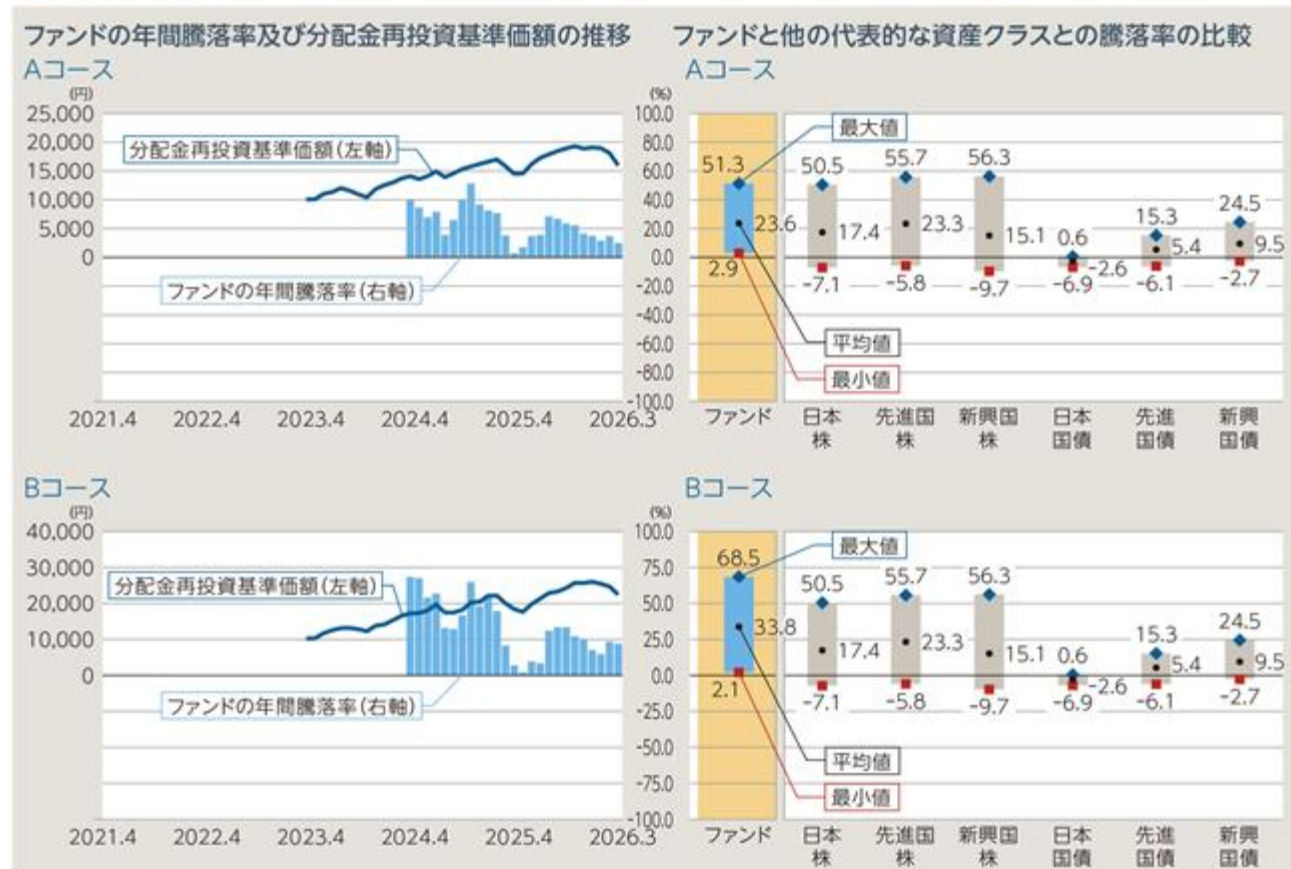 ファンドの年間騰落率及び分配金再投資基準価額の推移
Aコース
(円)
25,000
20,000
15,000
10,000
5,000
0
(%)
100.0
80.0
60.0
40.0
20.0
0.0
-20.0
-40.0
-60.0
-80.0
-100.0
分配金再投資基準価額(左軸)
ファンドの年間騰落率(右軸)
2021.4 2022.4 2023.4 2024.4 2025.4 2026.3
ファンドと他の代表的な資産クラスとの騰落率の比較
Aコース
最大値
51.3 50.5 55.7 56.3 0.6 15.3 24.5
23.6 17.4 23.3 15.1 -2.6 5.4 9.5
2.9 -7.1 -5.8 -9.7 -6.9 -6.1 -2.7
平均値
最小値
ファンド 日本 先進国 新興国 日本 先進 新興
株 株 株 国債 国債 国債
Bコース
(円)
40,000
30,000
20,000
10,000
0
(%)
100.0
75.0
50.0
25.0
0.0
-25.0
-50.0
-75.0
-100.0
分配金再投資基準価額(左軸)
ファンドの年間騰落率(右軸)
2021.4 2022.4 2023.4 2024.4 2025.4 2026.3
Bコース
最大値
68.5 50.5 55.7 56.3 0.6 15.3 24.5
33.8 17.4 23.3 15.1 -2.6 5.4 9.5
2.1 -7.1 -5.8 -9.7 -6.9 -6.1 -2.7
平均値
最小値
ファンド 日本 先進国 新興国 日本 先進 新興
株 株 株 国債 国債 国債